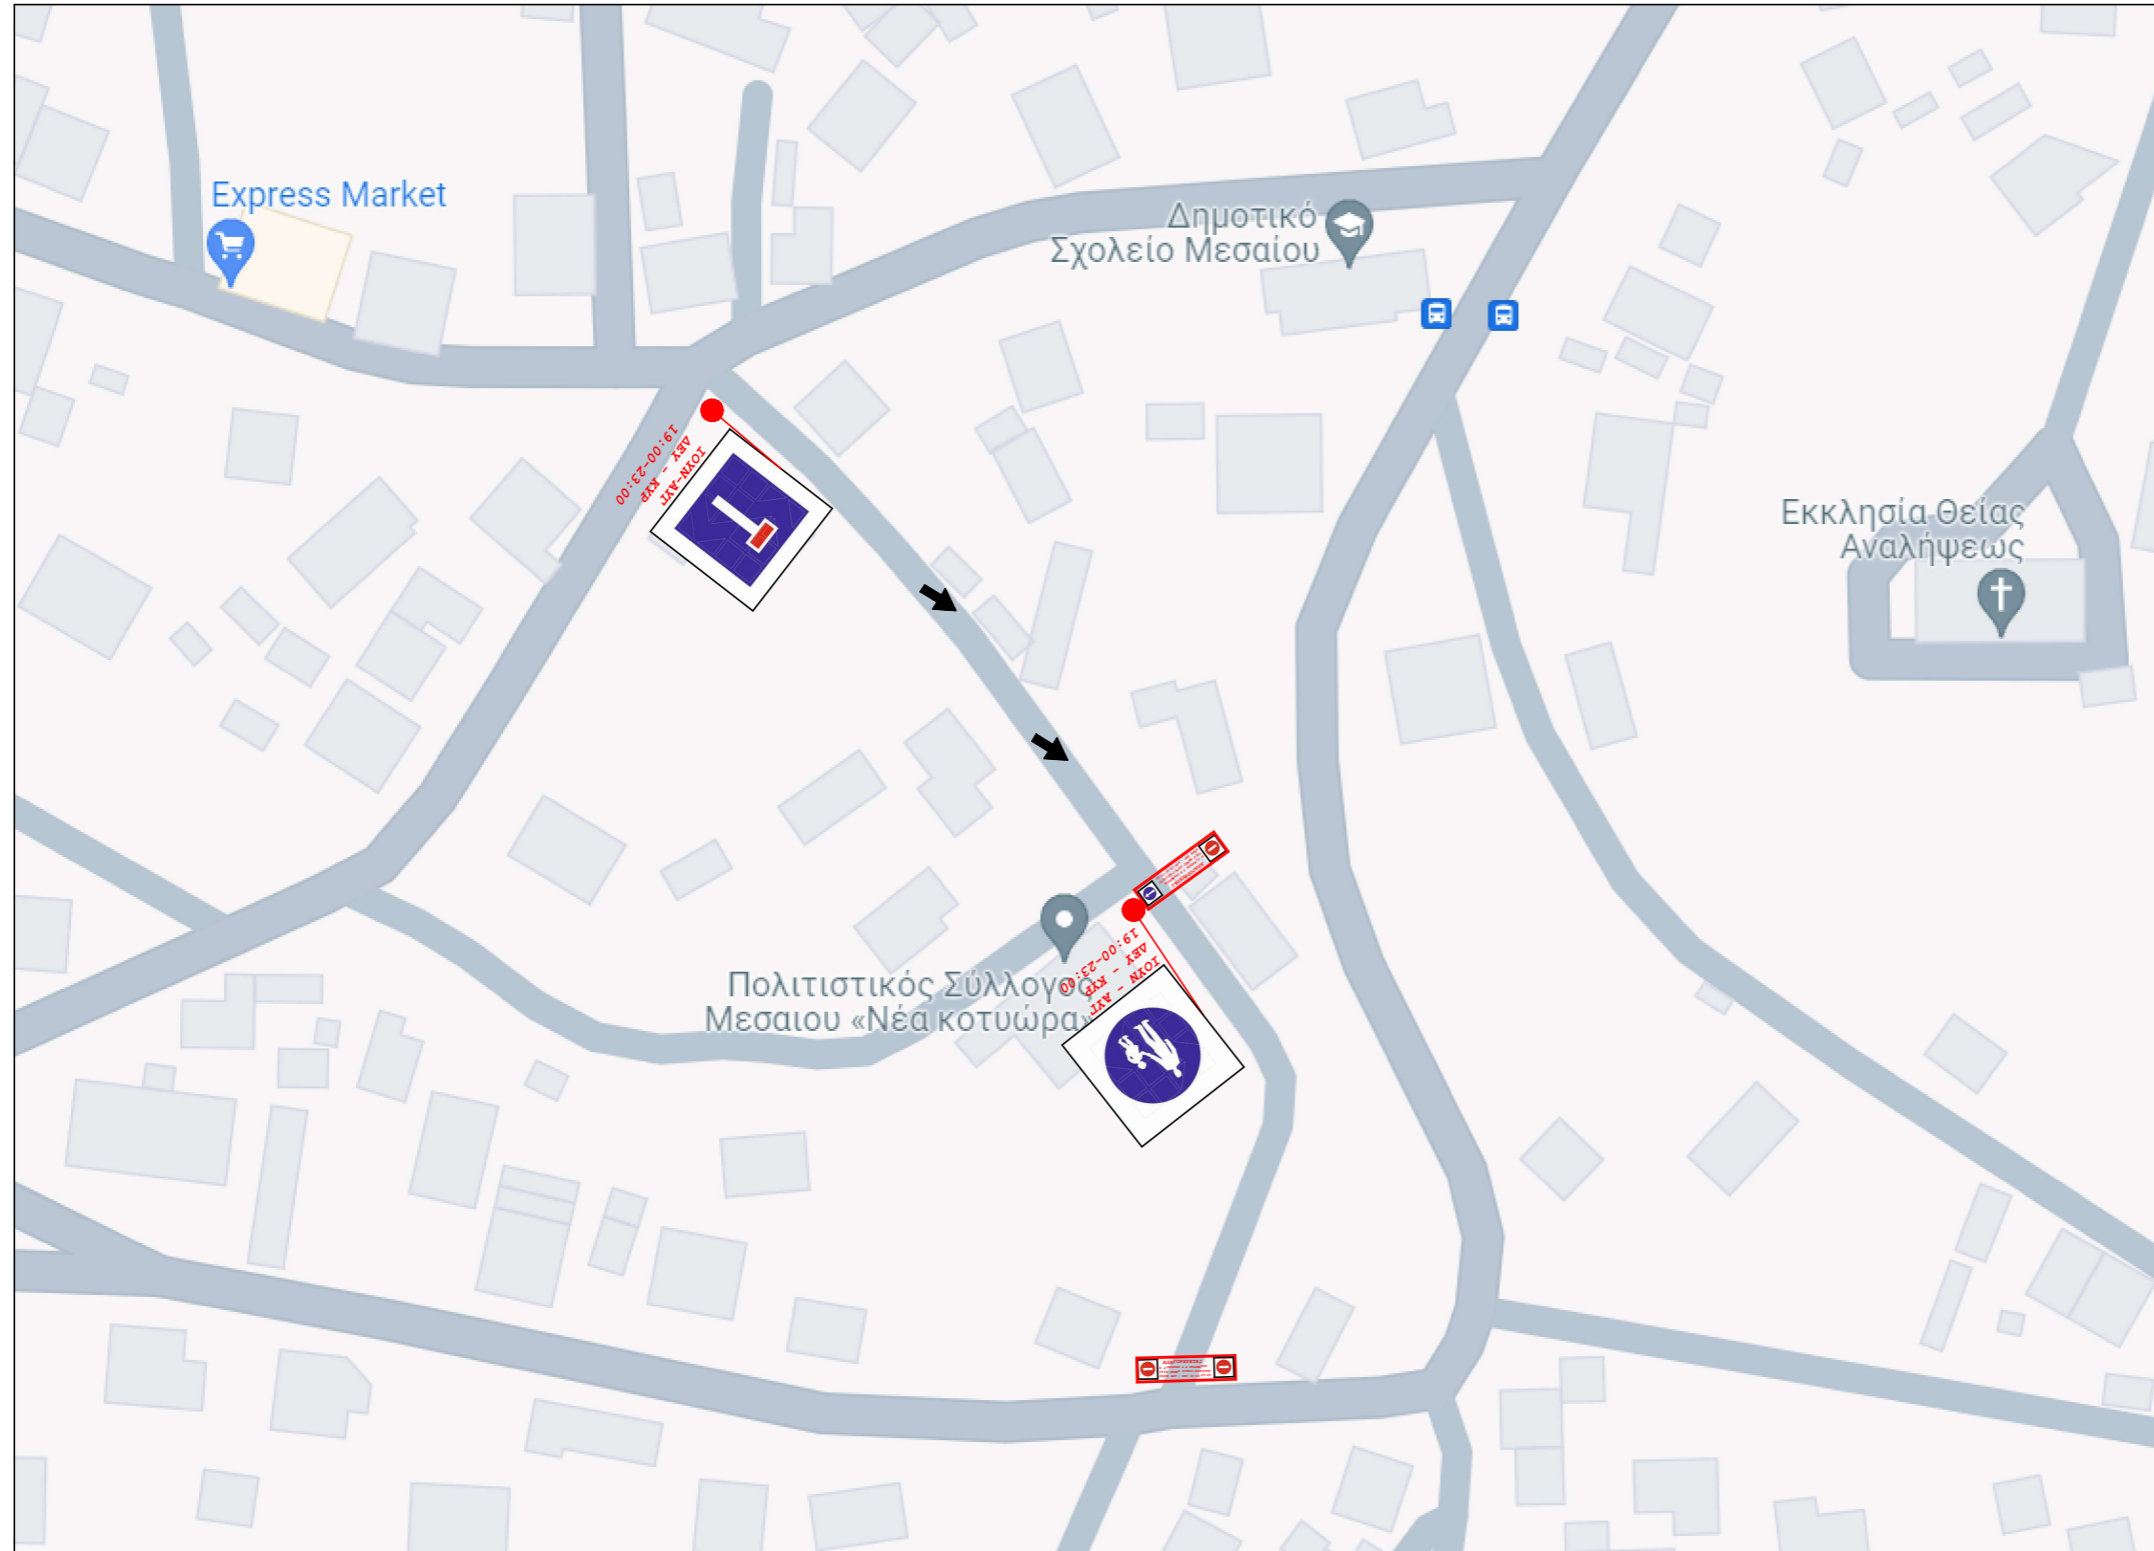 Express Market
Δημοτικό
Σχολείο Μεσαίου
ΙΟΥΝ-ΑΥΓ
ΔΕΥ - ΚΥΡ
19:00-23:00
Εκκλησία Θείας
Αναλήψεως
Πολιτιστικός Σύλλογος
Μεσαιου «Νέα κοτυώρα»
ΙΟΥΝ - ΑΥΓ
ΔΕΥ - ΚΥΡ
19:00-23:00